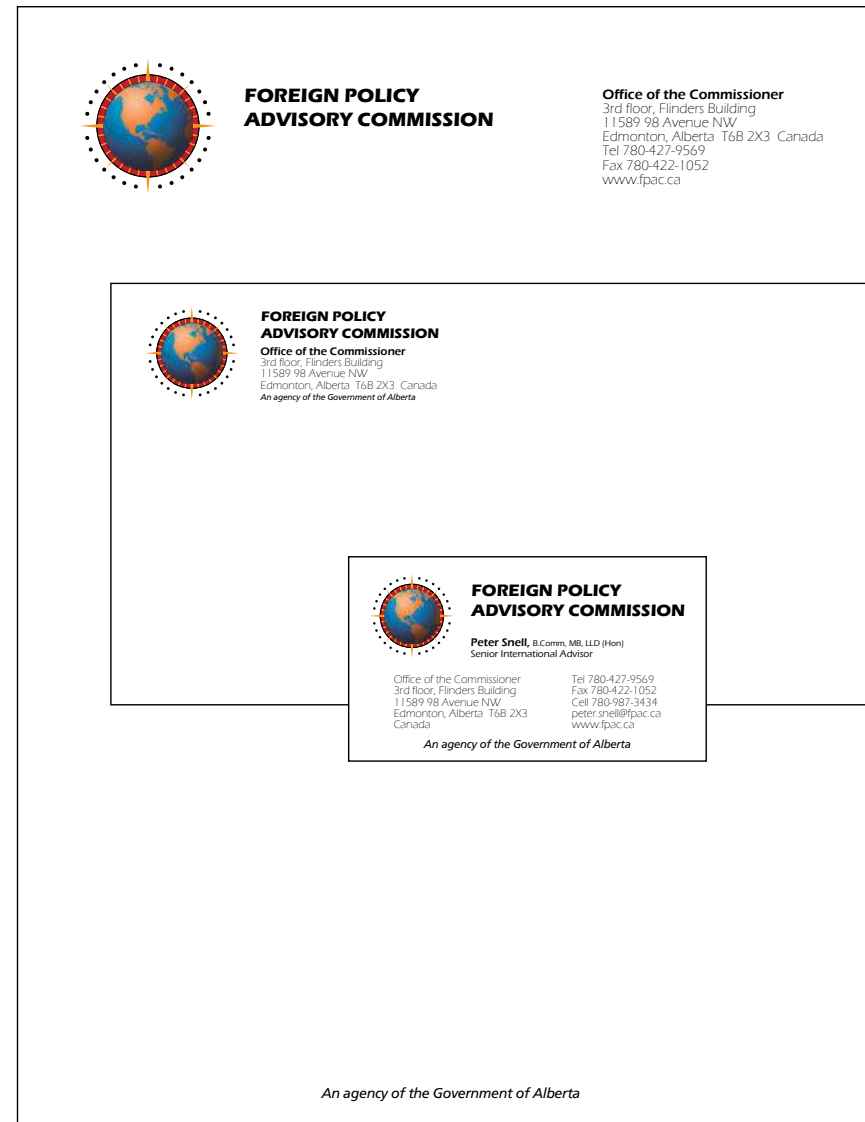 FOREIGN POLICY
ADVISORY COMMISSION
Office of the Commissioner
3rd floor, Flinders Building
11589 98 Avenue NW
Edmonton, Alberta  T6B 2X3  Canada
Tel 780-427-9569
Fax 780-422-1052
www.fpac.ca
FOREIGN POLICY
ADVISORY COMMISSION
Office of the Commissioner
3rd floor, Flinders Building
11589 98 Avenue NW
Edmonton, Alberta  T6B 2X3  Canada
An agency of the Government of Alberta
FOREIGN POLICY
ADVISORY COMMISSION
Peter Snell, B.Comm, MB, LLD (Hon)
Senior International Advisor
Office of the Commissioner
3rd floor, Flinders Building
11589 98 Avenue NW
Edmonton, Alberta  T6B 2X3
Canada
Tel 780-427-9569
Fax 780-422-1052
Cell 780-987-3434
peter.snell@fpac.ca
www.fpac.ca
An agency of the Government of Alberta
An agency of the Government of Alberta